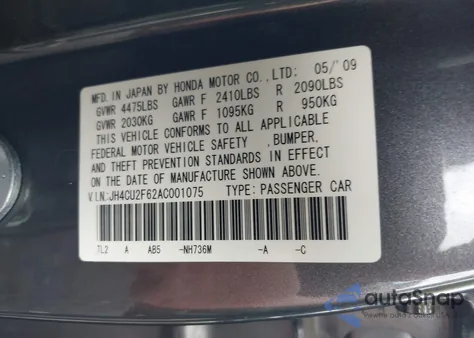 MFD. IN JAPAN BY HONDA MOTOR CO.,LTD: 05/'09
GVWR 4475LBS GAWR F 2410LBS R 2090LBS
GVWR 2030KG GAWR F 1095KG R 950KG
THIS VEHICLE CONFORMS TO ALL APPLICABLE
FEDERAL MOTOR VEHICLE SAFETY ,BUMPER,
AND THEFT PREVENTION STANDARDS IN EFFECT
ON THE DATE OF MANUFACTURE SHOWN ABOVE.
V.I.N.:JH4CU2F62AC001075 TYPE: PASSENGER CAR
TL2 A AB5 -NH736M -A -C
autoSnap